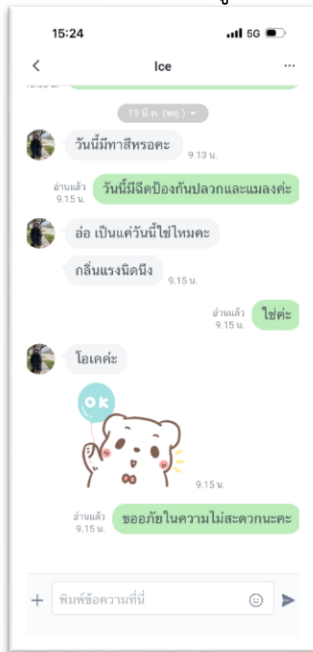 15:24
5G
Ice
19 มี.ค. (พฤ.)
วันนี้มีทาสีหรอคะ
9.13 น.
อ่านแล้ว
9.15 น.
วันนี้มีฉีดป้องกันปลวกและแมลงค่ะ
อ่อ เป็นแค่วันนี้ใช่ไหมคะ
กลิ่นแรงนิดนึง
9.15 น.
อ่านแล้ว
9.15 น.
ใช่ค่ะ
โอเคค่ะ
OK
9.15 น.
อ่านแล้ว
9.15 น.
ขออภัยในความไม่สะดวกนะคะ
พิมพ์ข้อความที่นี่